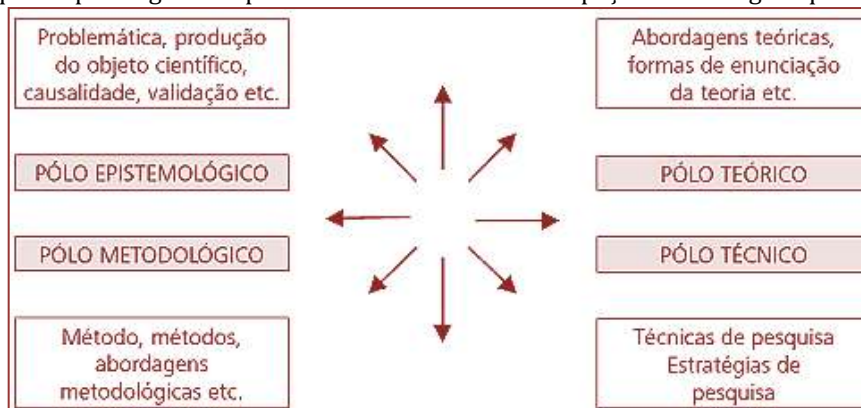 Problemática, produção
do objeto científico,
causalidade, validação etc.
Abordagens teóricas,
formas de enunciação
da teoria etc.
PÓLO EPISTEMOLÓGICO
PÓLO TEÓRICO
PÓLO METODOLÓGICO
PÓLO TÉCNICO
Método, métodos,
abordagens
metodológicas etc.
Técnicas de pesquisa
Estratégias de
pesquisa